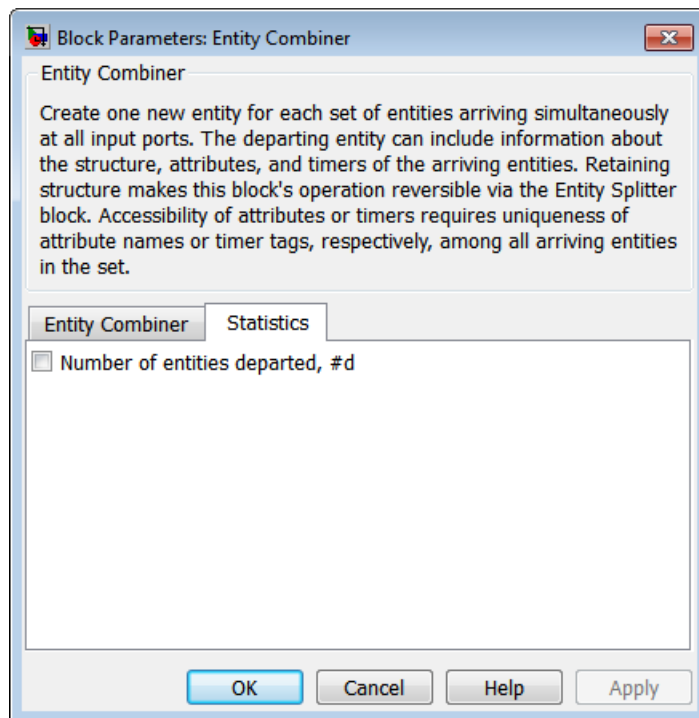 Block Parameters: Entity Combiner
Entity Combiner
Create one new entity for each set of entities arriving simultaneously
at all input ports. The departing entity can include information about
the structure, attributes, and timers of the arriving entities. Retaining
structure makes this block's operation reversible via the Entity Splitter
block. Accessibility of attributes or timers requires uniqueness of
attribute names or timer tags, respectively, among all arriving entities
in the set.
Entity Combiner Statistics
Number of entities departed, #d
OK Cancel Help Apply